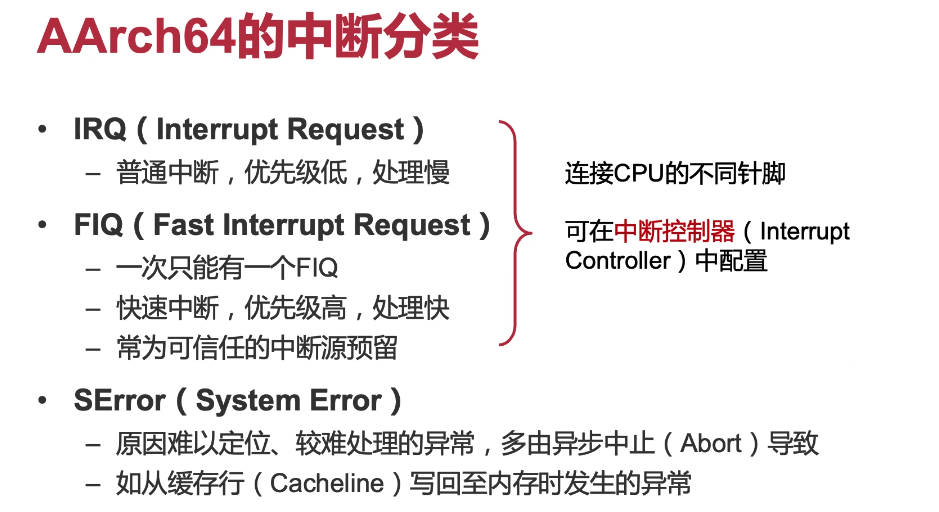 AArch64的中断分类
• IRQ（Interrupt Request）
– 普通中断，优先级低，处理慢
• FIQ（Fast Interrupt Request）
– 一次只能有一个FIQ
– 快速中断，优先级高，处理快
– 常为可信任的中断源预留
连接CPU的不同针脚
可在中断控制器（Interrupt
Controller）中配置
• SError（System Error）
– 原因难以定位、较难处理的异常，多由异步中止（Abort）导致
– 如从缓存行（Cacheline）写回至内存时发生的异常